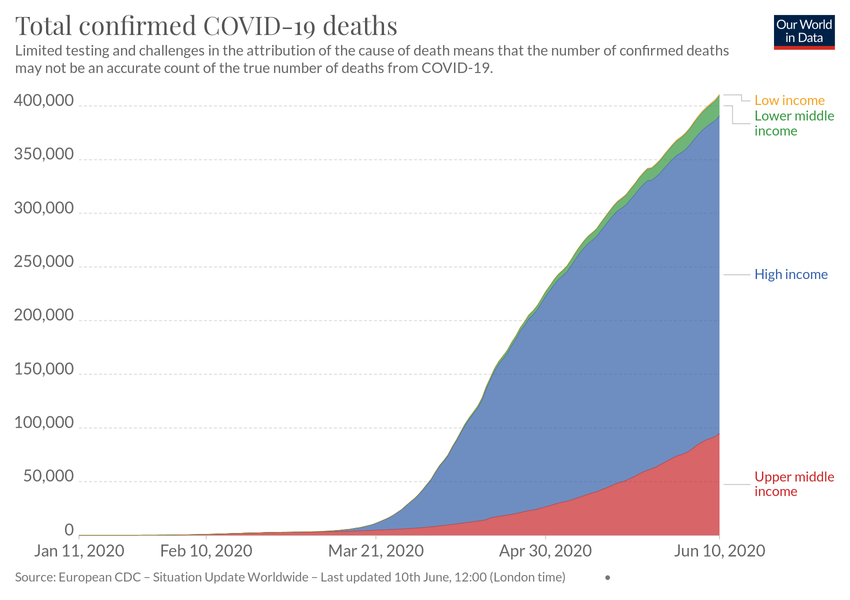 Total confirmed COVID-19 deaths
Our World
in Data
Limited testing and challenges in the attribution of the cause of death means that the number of confirmed deaths
may not be an accurate count of the true number of deaths from COVID-19.
400,000
350,000
300,000
250,000
200,000
150,000
100,000
50,000
0
Low income
Lower middle
income
High income
Upper middle
income
Jan 11, 2020
Feb 10, 2020
Mar 21, 2020
Apr 30, 2020
Jun 10, 2020
Source: European CDC – Situation Update Worldwide – Last updated 10th June, 12:00 (London time)